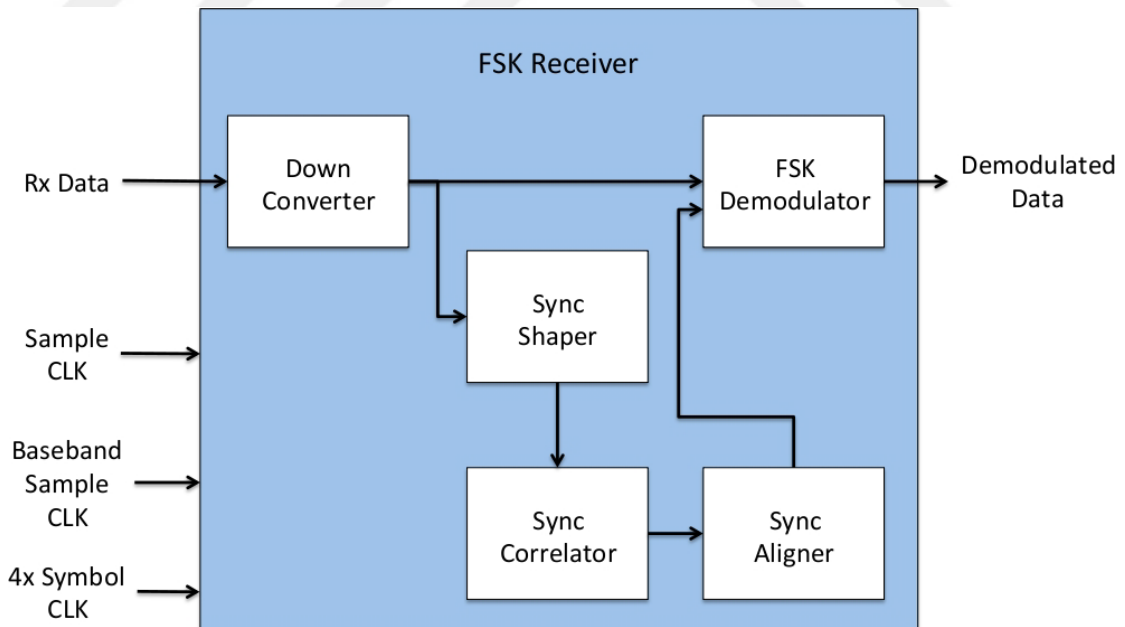 FSK Receiver
Rx Data
Down
Converter
FSK
Demodulator
Demodulated
Data
Sync
Shaper
Sample
CLK
Baseband
Sample
CLK
Sync
Correlator
Sync
Aligner
4x Symbol
CLK